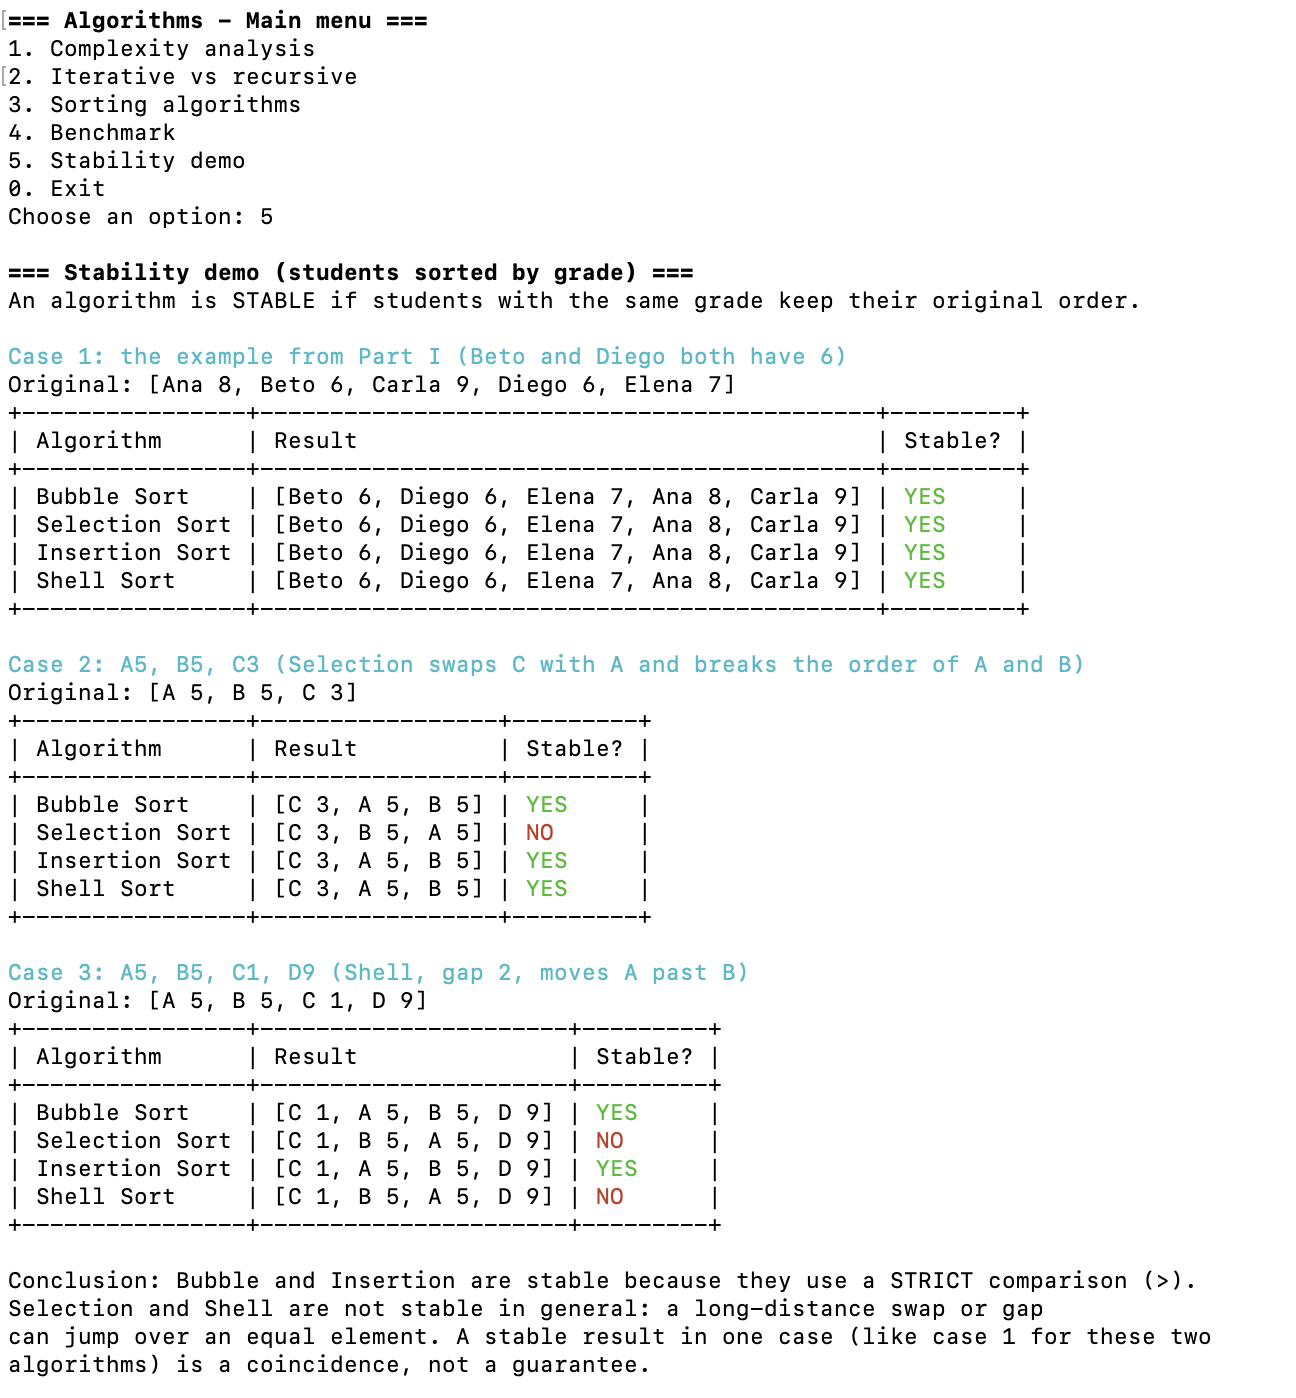 === Algorithms - Main menu ===
1. Complexity analysis
2. Iterative vs recursive
3. Sorting algorithms
4. Benchmark
5. Stability demo
0. Exit
Choose an option: 5

=== Stability demo (students sorted by grade) ===
An algorithm is STABLE if students with the same grade keep their original order.

Case 1: the example from Part I (Beto and Diego both have 6)
Original: [Ana 8, Beto 6, Carla 9, Diego 6, Elena 7]
+----------------+--------------------------------------------+---------+
| Algorithm      | Result                                     | Stable? |
+----------------+--------------------------------------------+---------+
| Bubble Sort    | [Beto 6, Diego 6, Elena 7, Ana 8, Carla 9] | YES     |
| Selection Sort | [Beto 6, Diego 6, Elena 7, Ana 8, Carla 9] | YES     |
| Insertion Sort | [Beto 6, Diego 6, Elena 7, Ana 8, Carla 9] | YES     |
| Shell Sort     | [Beto 6, Diego 6, Elena 7, Ana 8, Carla 9] | YES     |
+----------------+--------------------------------------------+---------+

Case 2: A5, B5, C3 (Selection swaps C with A and breaks the order of A and B)
Original: [A 5, B 5, C 3]
+----------------+-----------------+---------+
| Algorithm      | Result          | Stable? |
+----------------+-----------------+---------+
| Bubble Sort    | [C 3, A 5, B 5] | YES     |
| Selection Sort | [C 3, B 5, A 5] | NO      |
| Insertion Sort | [C 3, A 5, B 5] | YES     |
| Shell Sort     | [C 3, A 5, B 5] | YES     |
+----------------+-----------------+---------+

Case 3: A5, B5, C1, D9 (Shell, gap 2, moves A past B)
Original: [A 5, B 5, C 1, D 9]
+----------------+----------------------+---------+
| Algorithm      | Result               | Stable? |
+----------------+----------------------+---------+
| Bubble Sort    | [C 1, A 5, B 5, D 9] | YES     |
| Selection Sort | [C 1, B 5, A 5, D 9] | NO      |
| Insertion Sort | [C 1, A 5, B 5, D 9] | YES     |
| Shell Sort     | [C 1, B 5, A 5, D 9] | NO      |
+----------------+----------------------+---------+

Conclusion: Bubble and Insertion are stable because they use a STRICT comparison (>).
Selection and Shell are not stable in general: a long-distance swap or gap
can jump over an equal element. A stable result in one case (like case 1 for these two
algorithms) is a coincidence, not a guarantee.